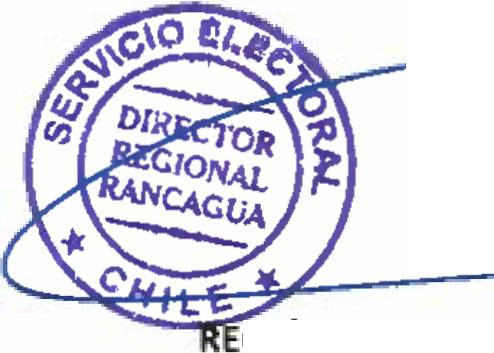 SERVICIO ELECTORAL
DIRECTOR
REGIONAL
RANCAGUA
★ CHILE ★
RE